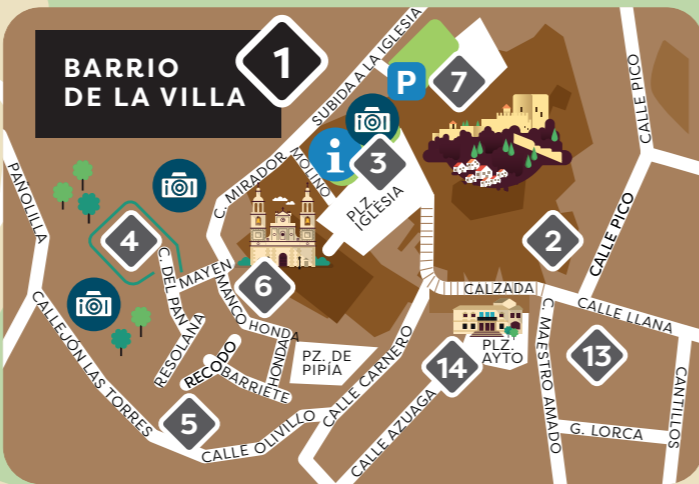 BARRIO
DE LA VILLA
1
SUBIDA A LA IGLESIA
P
7
CALLE PICO
i
3
MOLINO
C. MIRADOR
PLZ.
IGLESIA
PAÑOLILLA
4
2
CALLE PICO
C. DEL PAN
MAYEN
6
CALZADA
CALLE LLANA
MANCO HONDA
HONDA
RESOLANA
RECODO
BARRIETE
PZ. DE
PIPÍA
CALLE CARNERO
PLZ.
AYTO
14
C. MAESTRO AMADO
13
CANTILLOS
CALLEJÓN LAS TORRES
5
CALLE OLIVILLO
CALLE AZUAGA
G. LORCA